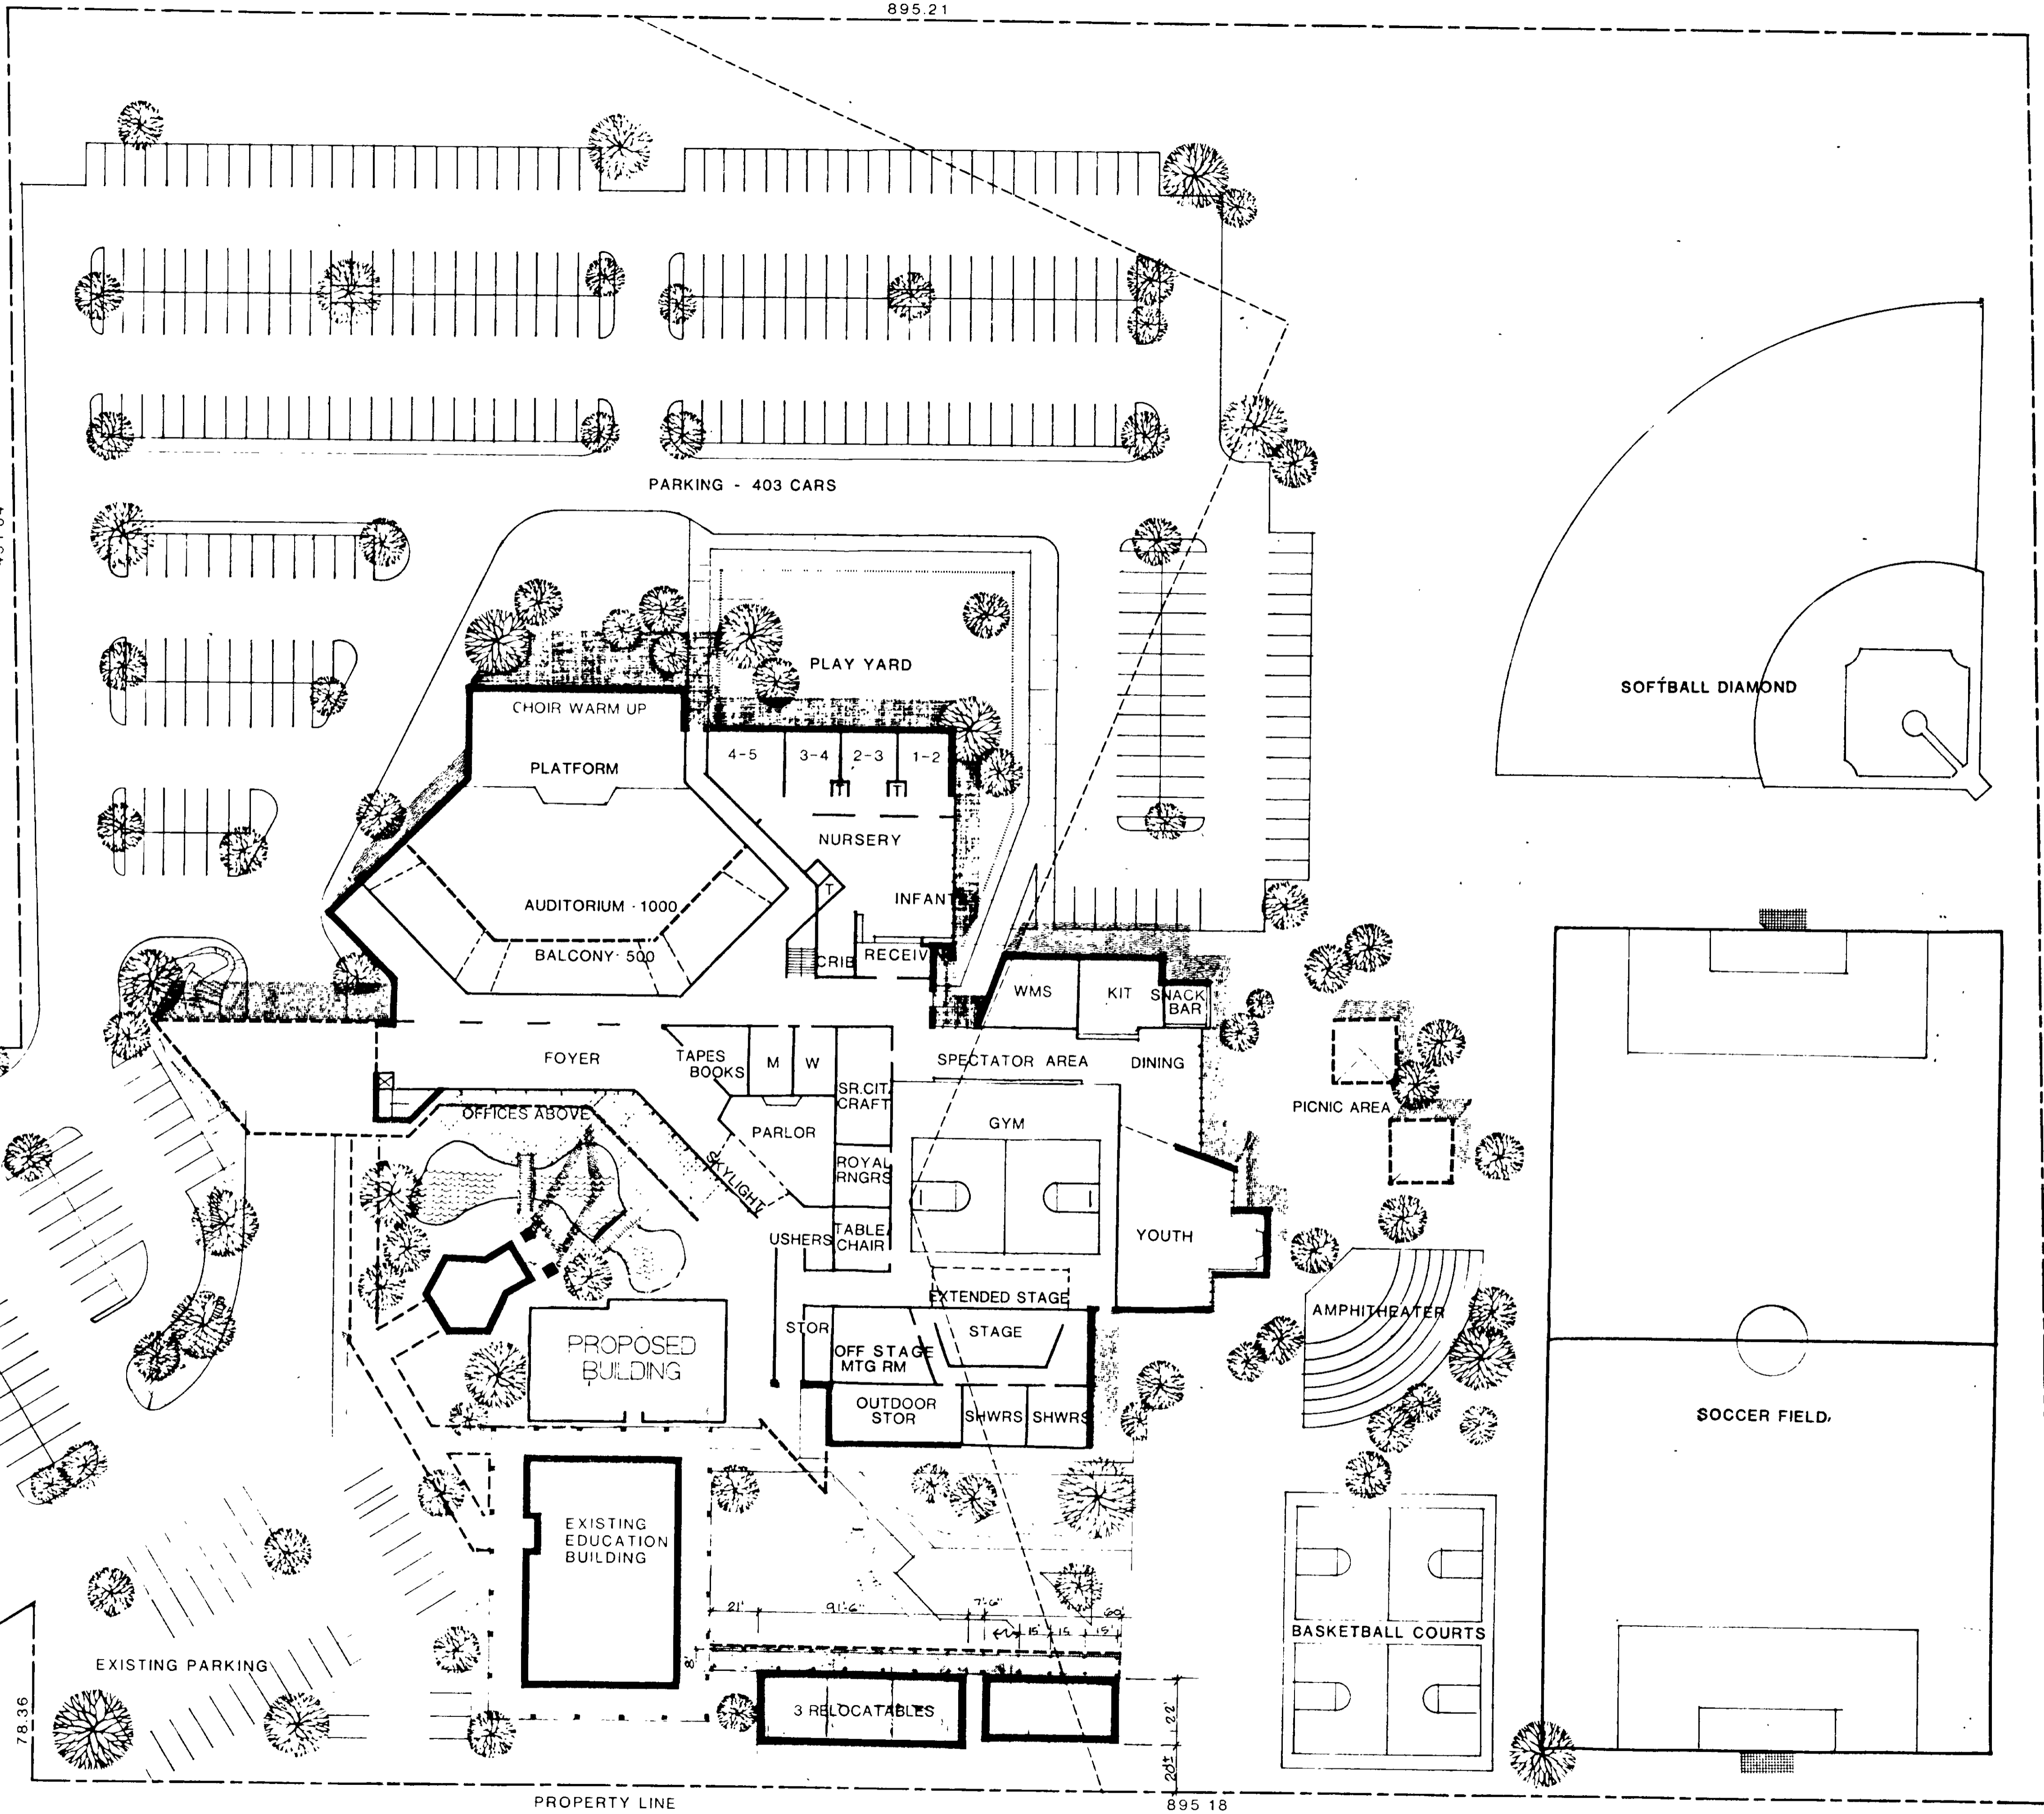 895.21
PARKING - 403 CARS
PLAY YARD
SOFTBALL DIAMOND
CHOIR WARM UP
4-5
3-4
2-3
1-2
PLATFORM
T
NURSERY
T
INFANT
AUDITORIUM · 1000
BALCONY· 500
CRIB
RECEIVING
WMS
KIT
SNACK
BAR
FOYER
TAPES
BOOKS
M
W
SPECTATOR AREA
DINING
SR.CIT.
CRAFT
OFFICES ABOVE
PARLOR
GYM
PICNIC AREA
ROYAL
RNGRS
SKYLIGHT
USHERS
TABLE/
CHAIR
YOUTH
EXTENDED STAGE
AMPHITHEATER
STOR
STAGE
PROPOSED
BUILDING
OFF STAGE
MTG RM
OUTDOOR
STOR
SHWRS
SHWRS
SOCCER FIELD
EXISTING
EDUCATION
BUILDING
21'
91'-6"
7'-6"
60'
15'
15
15'
BASKETBALL COURTS
8'
EXISTING PARKING
3 RELOCATABLES
22'
20'±
78.36
PROPERTY LINE
895 18